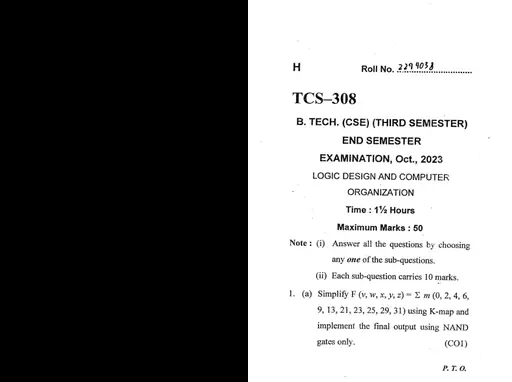 H Roll No. 2299038
TCS–308
B. TECH. (CSE) (THIRD SEMESTER)
END SEMESTER
EXAMINATION, Oct., 2023
LOGIC DESIGN AND COMPUTER
ORGANIZATION
Time : 1½ Hours
Maximum Marks : 50
Note : (i) Answer all the questions by choosing
any one of the sub-questions.
(ii) Each sub-question carries 10 marks.
1. (a) Simplify F (v, w, x, y, z) = Σ m (0, 2, 4, 6,
9, 13, 21, 23, 25, 29, 31) using K-map and
implement the final output using NAND
gates only. (CO1)
P. T. O.